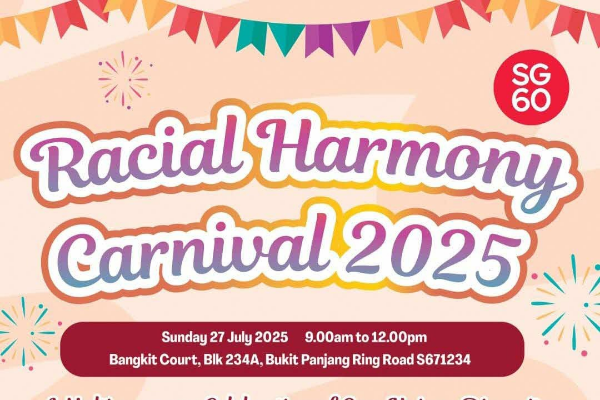 SG
60
Racial Harmony
Carnival 2025
Sunday 27 July 2025 9.00am to 12.00pm
Bangkit Court, Blk 234A, Bukit Panjang Ring Road S671234